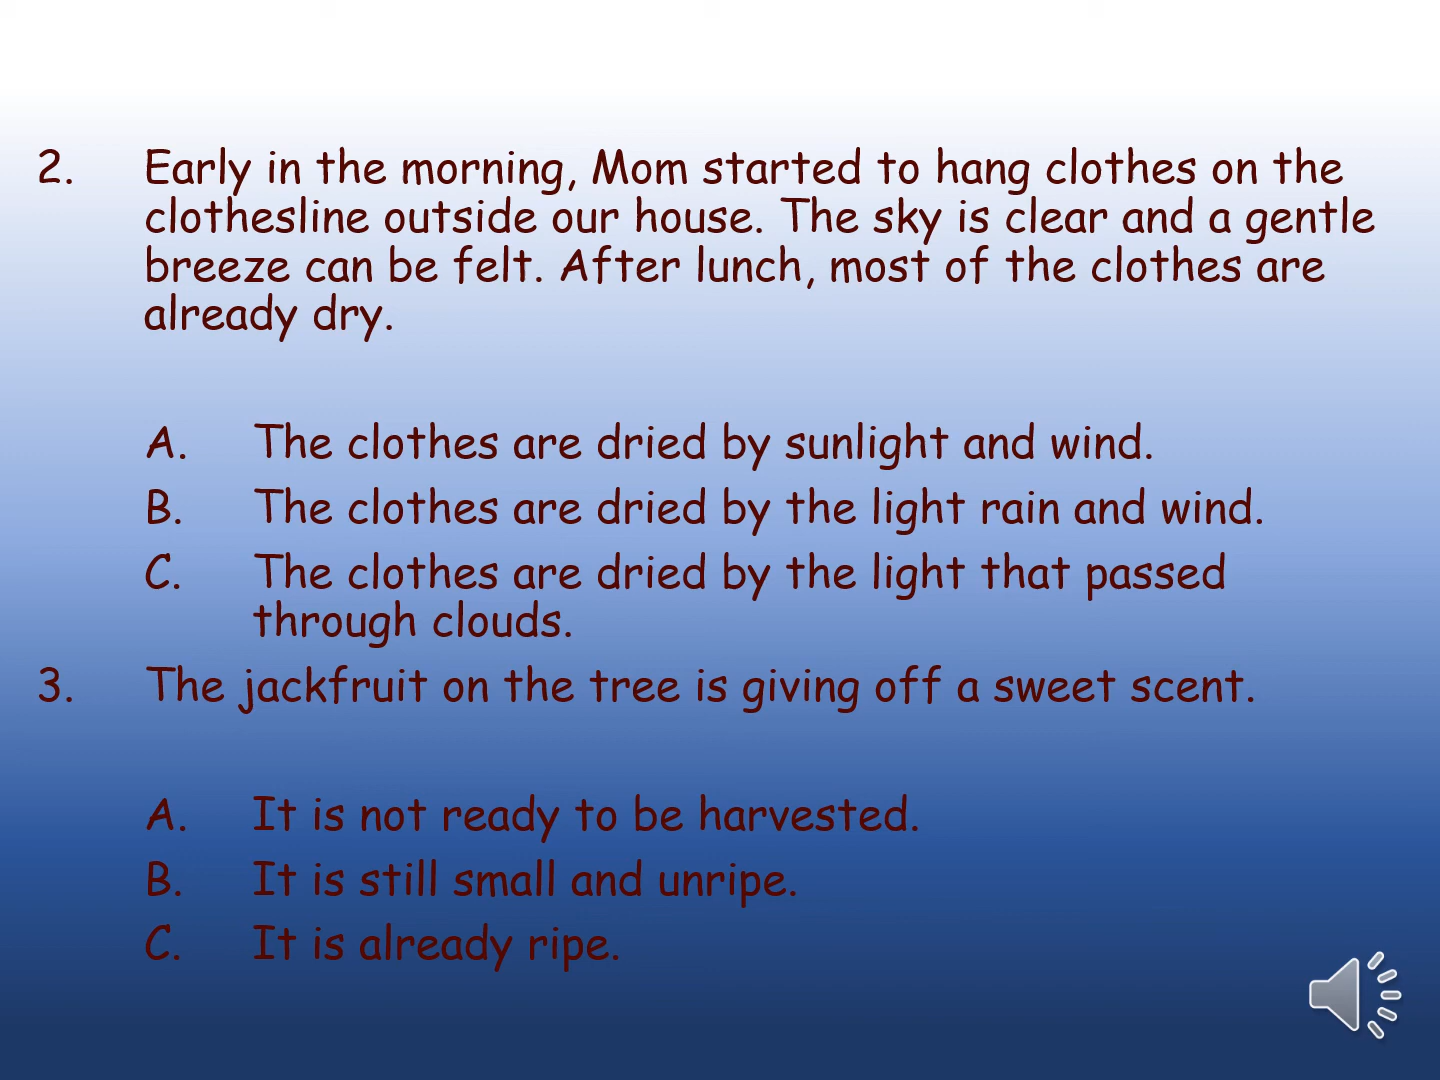 2. Early in the morning, Mom started to hang clothes on the
clothesline outside our house. The sky is clear and a gentle
breeze can be felt. After lunch, most of the clothes are
already dry.
A. The clothes are dried by sunlight and wind.
B. The clothes are dried by the light rain and wind.
C. The clothes are dried by the light that passed
through clouds.
3. The jackfruit on the tree is giving off a sweet scent.
A. It is not ready to be harvested.
B. It is still small and unripe.
C. It is already ripe.